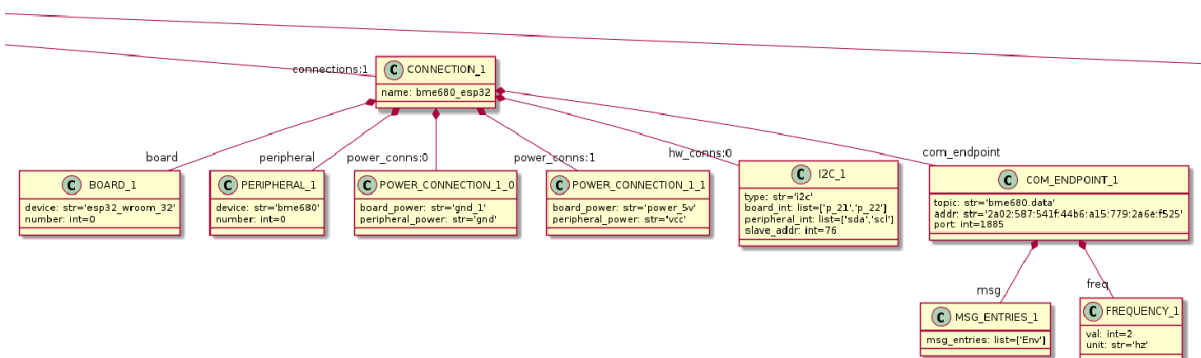 connections:1
C CONNECTION_1
name: bme680_esp32
board
peripheral
power_conns:0
power_conns:1
hw_conns:0
com_endpoint
C BOARD_1
device: str='esp32_wroom_32'
number: int=0
C PERIPHERAL_1
device: str='bme680'
number: int=0
C POWER_CONNECTION_1_0
board_power: str='gnd_1'
peripheral_power: str='gnd'
C POWER_CONNECTION_1_1
board_power: str='power_5v'
peripheral_power: str='vcc'
C I2C_1
type: str='i2c'
board_int: list=['p_21','p_22']
peripheral_int: list=['sda','scl']
slave_addr: int=76
C COM_ENDPOINT_1
topic: str='bme680.data'
addr: str='2a02:587:541f:44b6:a15:779:2a6e:f525'
port: int=1885
msg
freq
C MSG_ENTRIES_1
msg_entries: list=['Env']
C FREQUENCY_1
val: int=2
unit: str='hz'